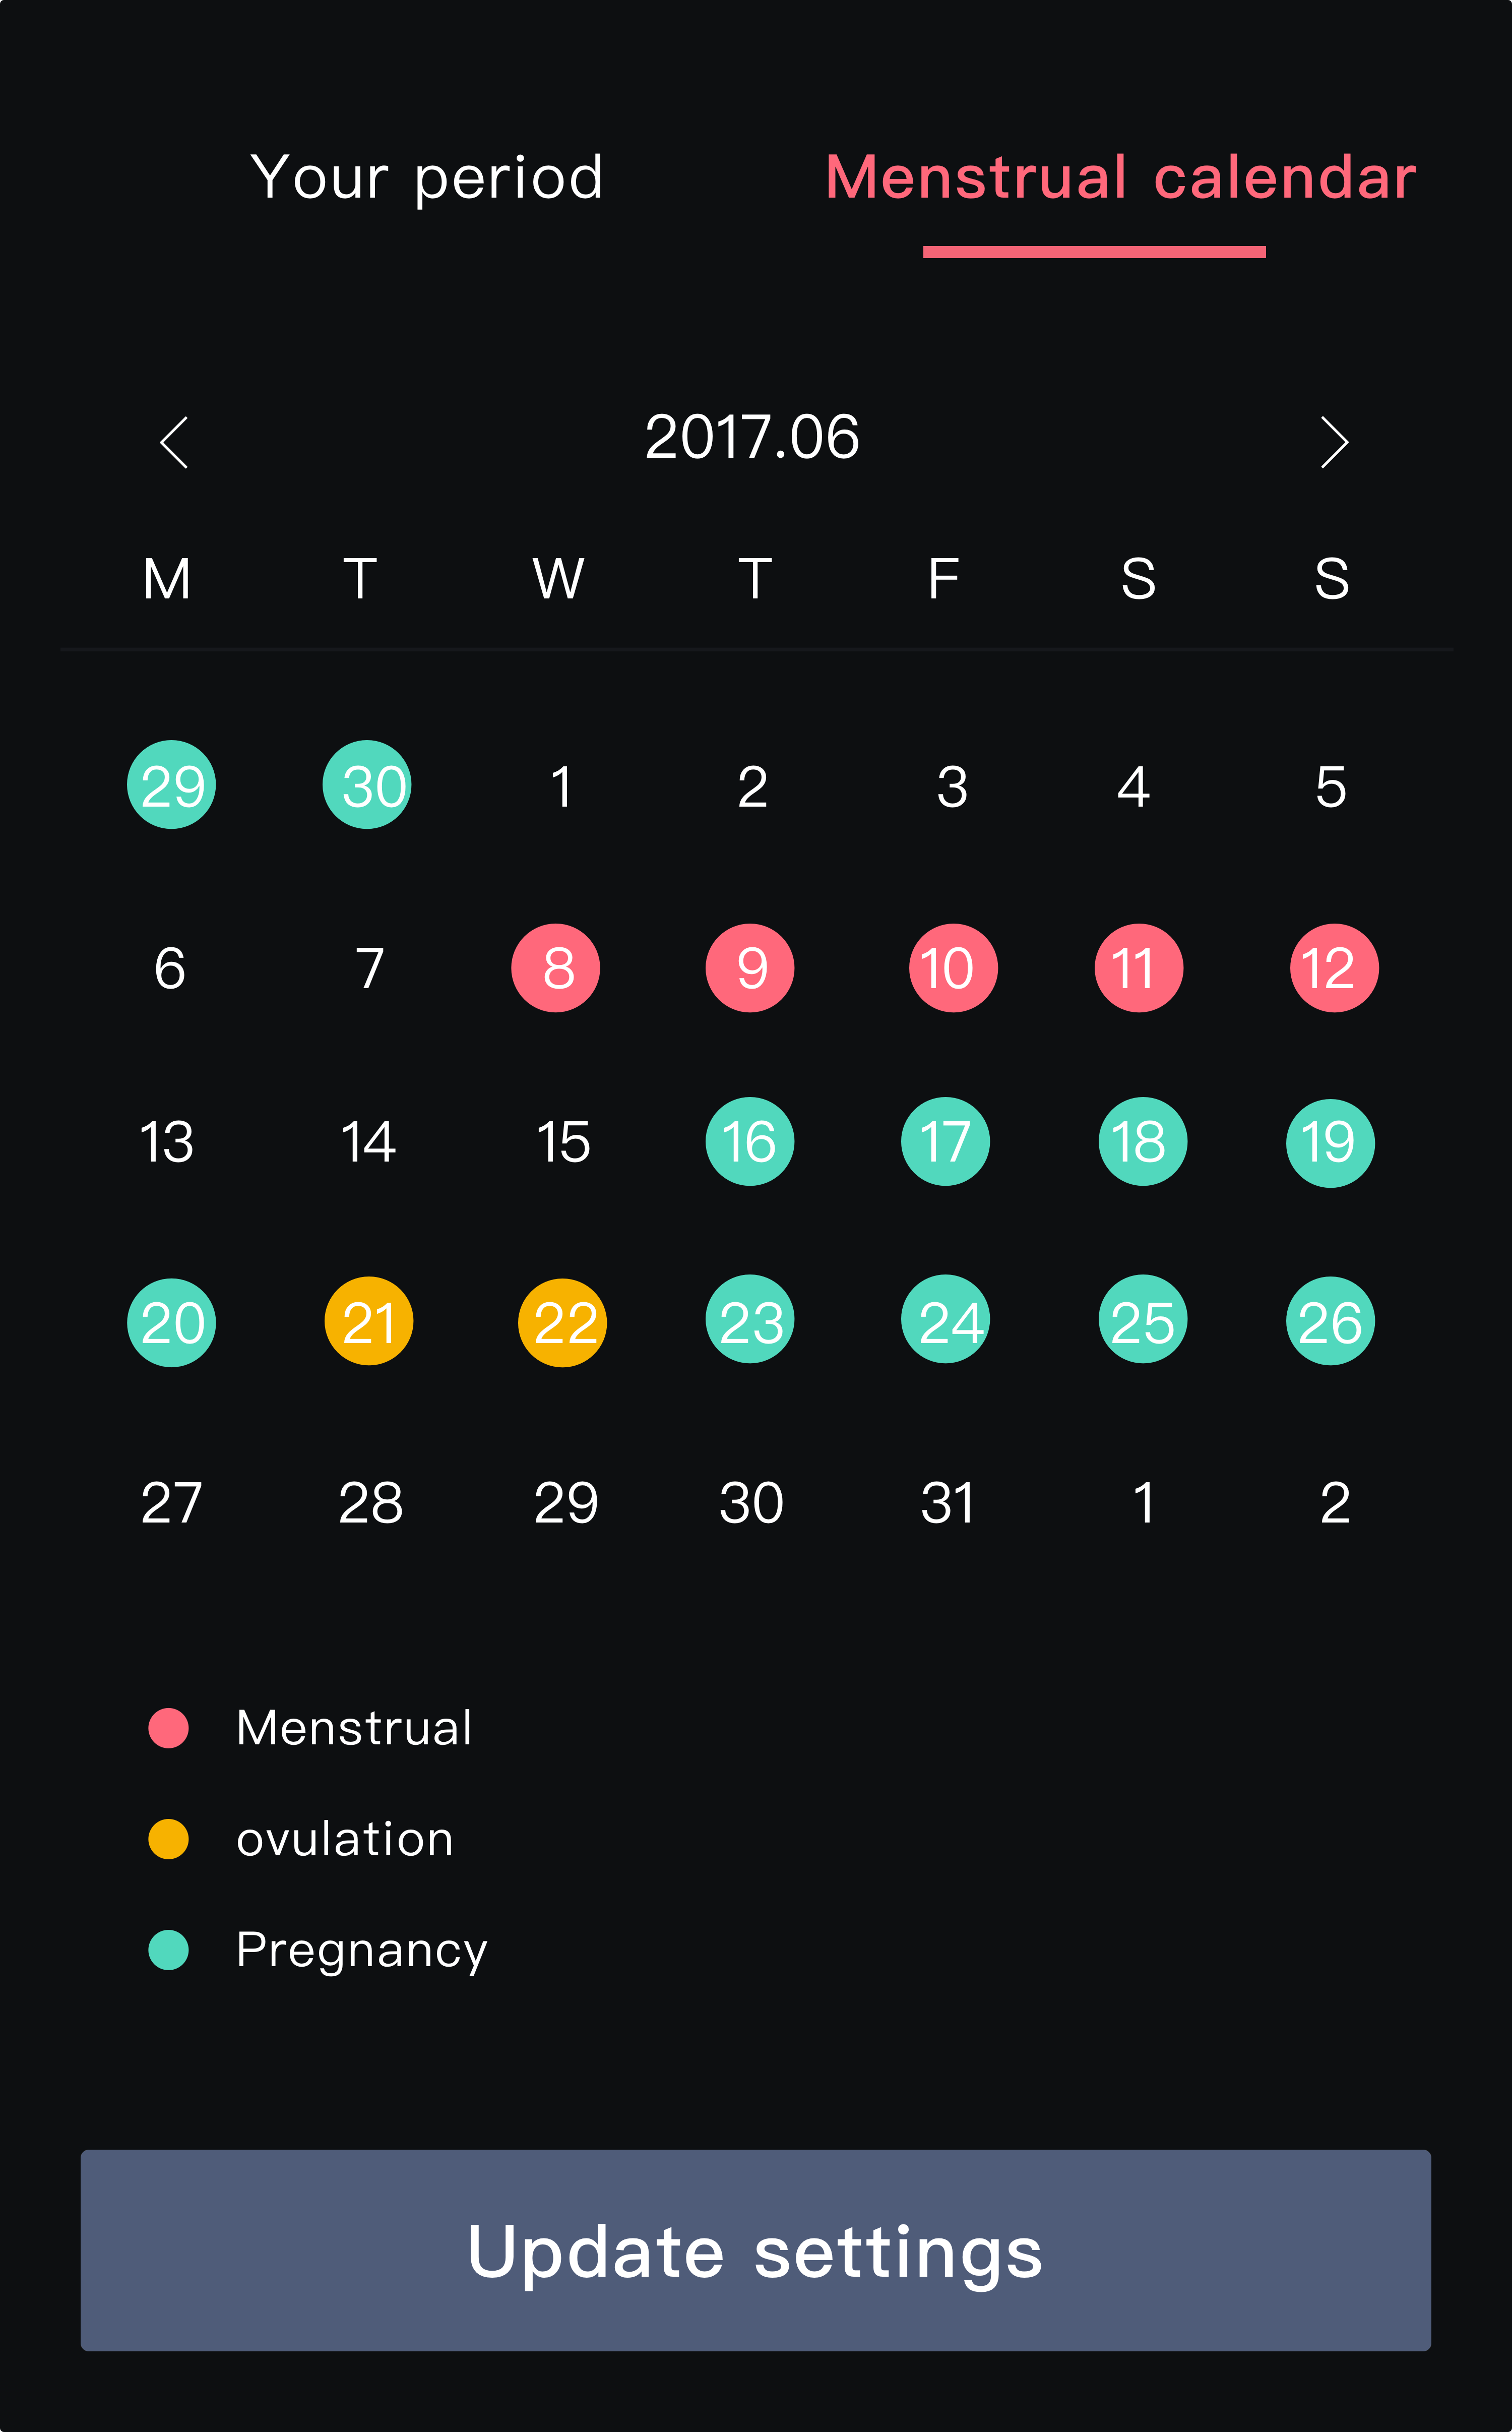 Your period Menstrual calendar
2017.06
M T W T F S S
29 30 1 2 3 4 5
6 7 8 9 10 11 12
13 14 15 16 17 18 19
20 21 22 23 24 25 26
27 28 29 30 31 1 2
Menstrual
ovulation
Pregnancy
Update settings